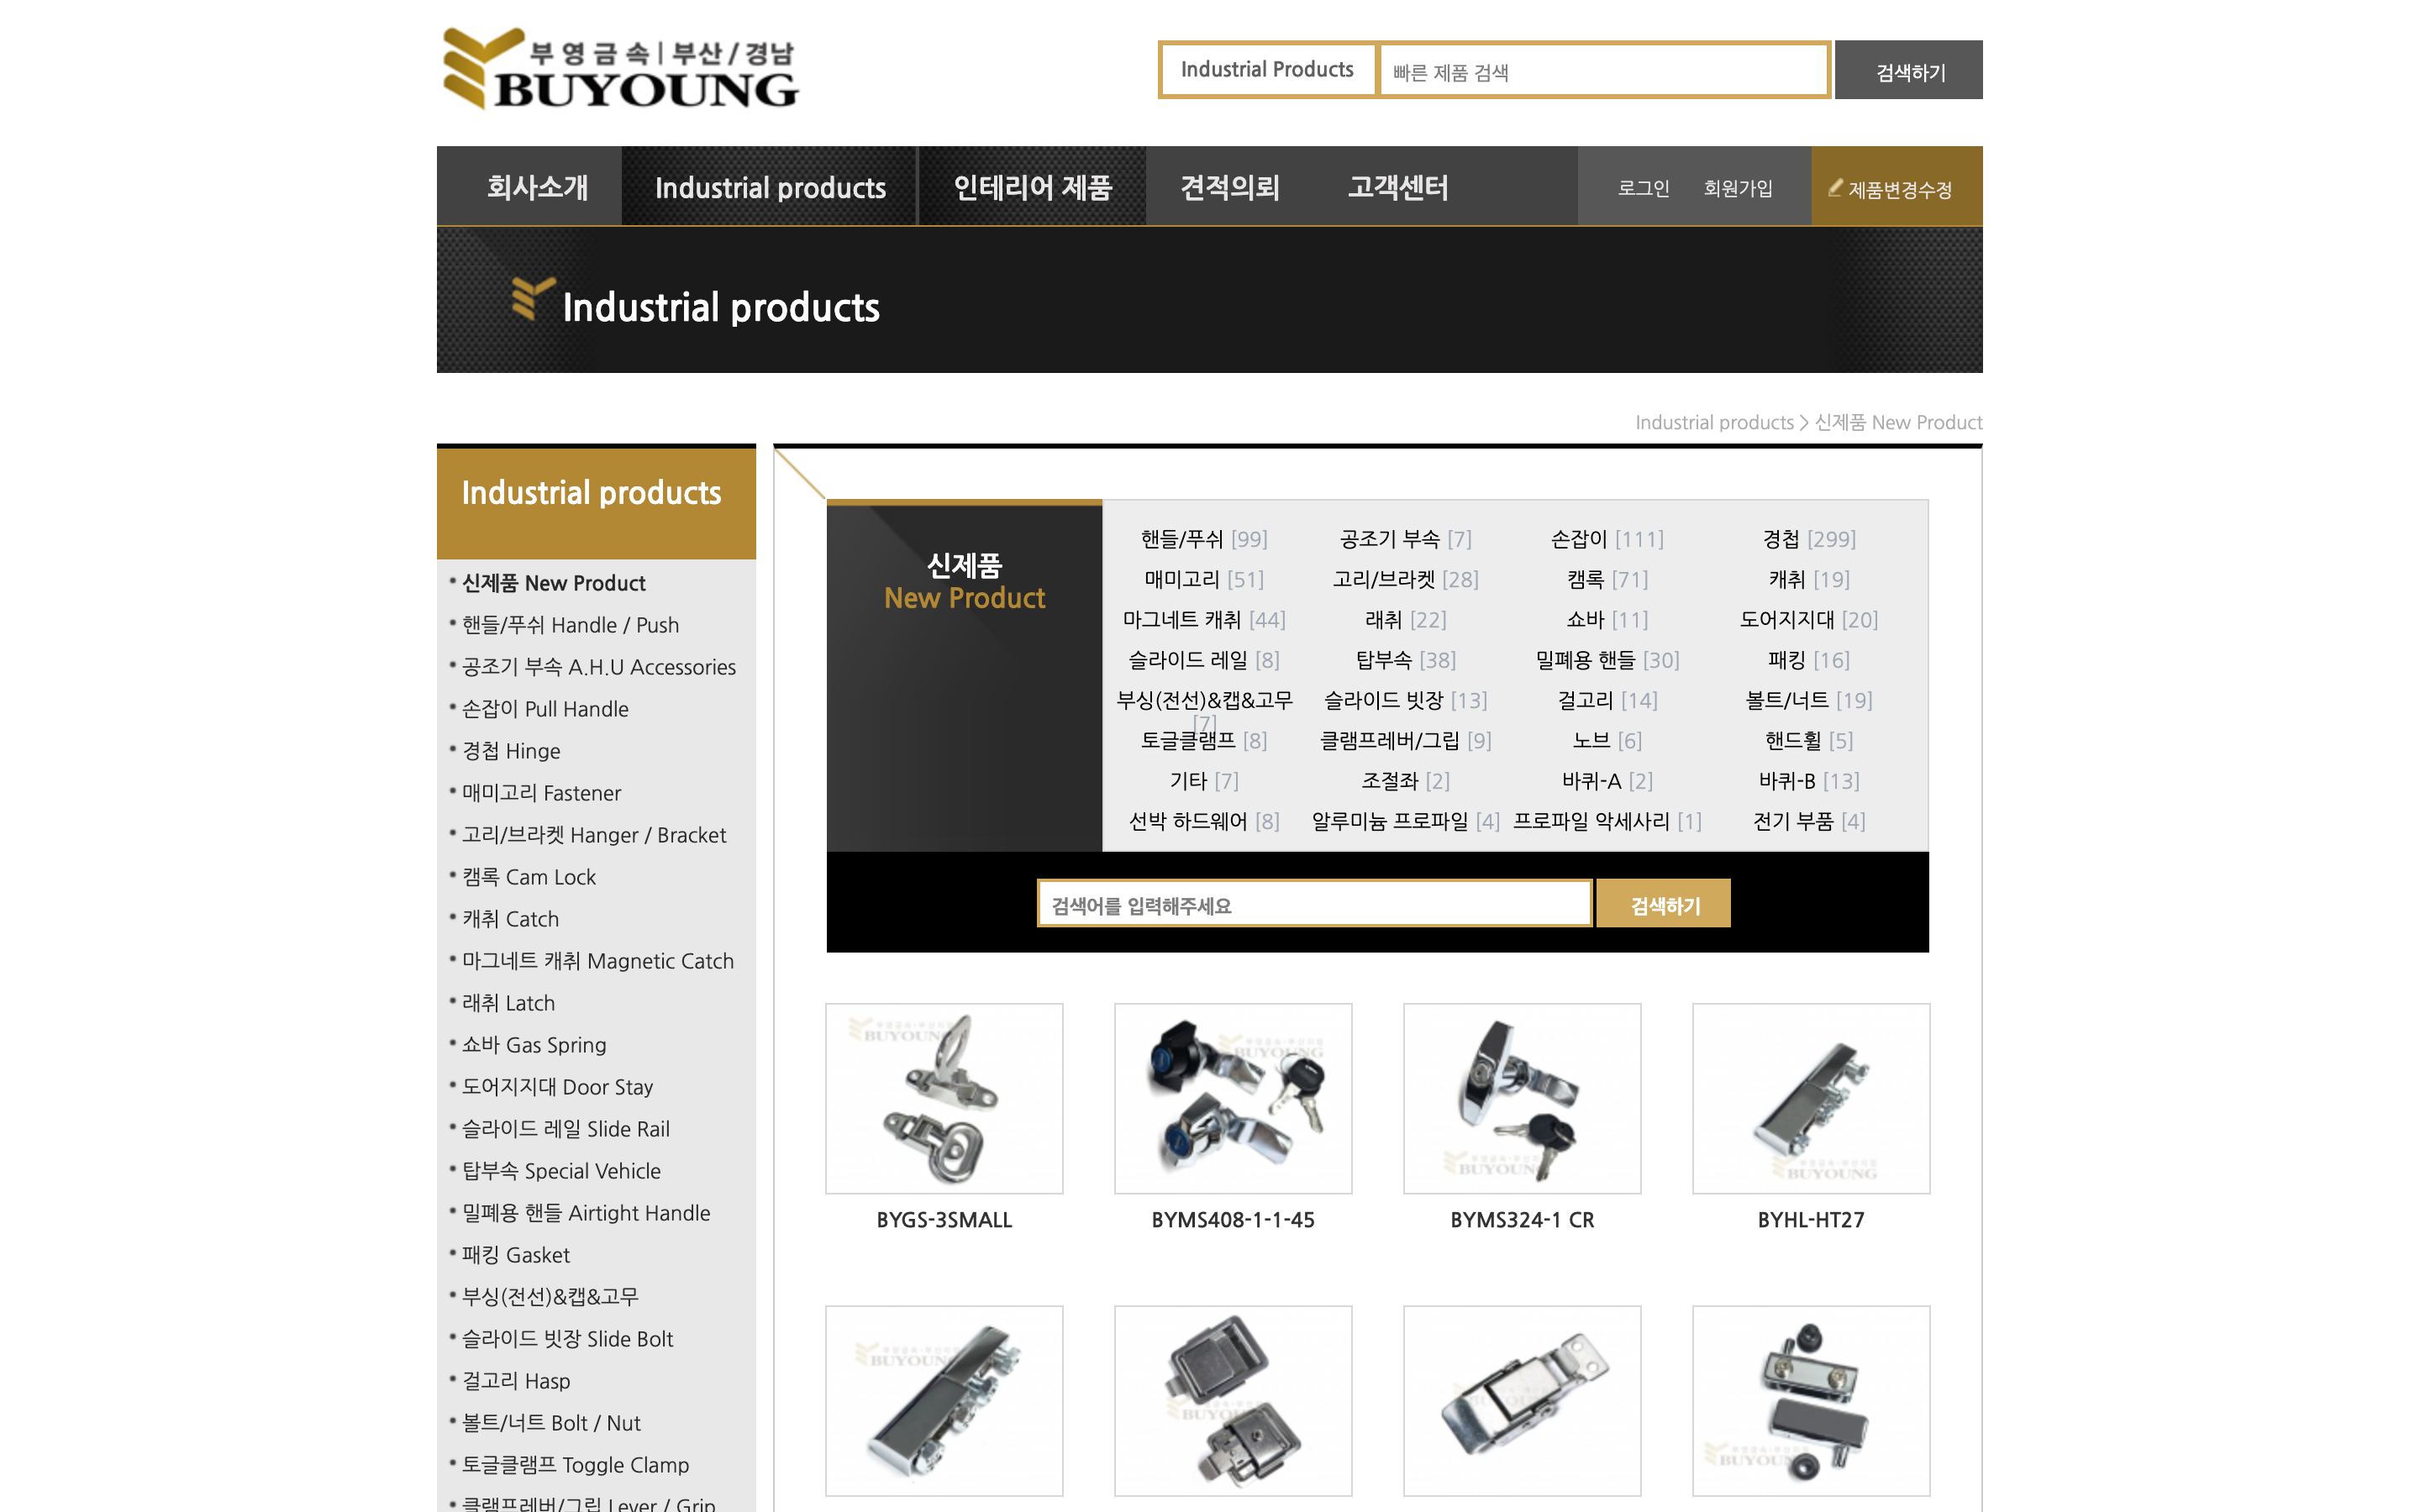 부영금속|부산/경남
BUYOUNG
Industrial Products
빠른 제품 검색
검색하기
회사소개
Industrial products
인테리어 제품
견적의뢰
고객센터
로그인
회원가입
제품변경수정
Industrial products
Industrial products > 신제품 New Product
Industrial products
신제품 New Product
핸들/푸쉬 Handle / Push
공조기 부속 A.H.U Accessories
손잡이 Pull Handle
경첩 Hinge
매미고리 Fastener
고리/브라켓 Hanger / Bracket
캠록 Cam Lock
캐취 Catch
마그네트 캐취 Magnetic Catch
래취 Latch
쇼바 Gas Spring
도어지지대 Door Stay
슬라이드 레일 Slide Rail
탑부속 Special Vehicle
밀폐용 핸들 Airtight Handle
패킹 Gasket
부싱(전선)&캡&고무
슬라이드 빗장 Slide Bolt
걸고리 Hasp
볼트/너트 Bolt / Nut
토글클램프 Toggle Clamp
클램프레버/그립 Lever / Grip
신제품
New Product
핸들/푸쉬 [99]
공조기 부속 [7]
손잡이 [111]
경첩 [299]
매미고리 [51]
고리/브라켓 [28]
캠록 [71]
캐취 [19]
마그네트 캐취 [44]
래취 [22]
쇼바 [11]
도어지지대 [20]
슬라이드 레일 [8]
탑부속 [38]
밀폐용 핸들 [30]
패킹 [16]
부싱(전선)&캡&고무
[7]
슬라이드 빗장 [13]
걸고리 [14]
볼트/너트 [19]
토글클램프 [8]
클램프레버/그립 [9]
노브 [6]
핸드휠 [5]
기타 [7]
조절좌 [2]
바퀴-A [2]
바퀴-B [13]
선박 하드웨어 [8]
알루미늄 프로파일 [4]
프로파일 악세사리 [1]
전기 부품 [4]
검색어를 입력해주세요
검색하기
BYGS-3SMALL
BYMS408-1-1-45
BYMS324-1 CR
BYHL-HT27